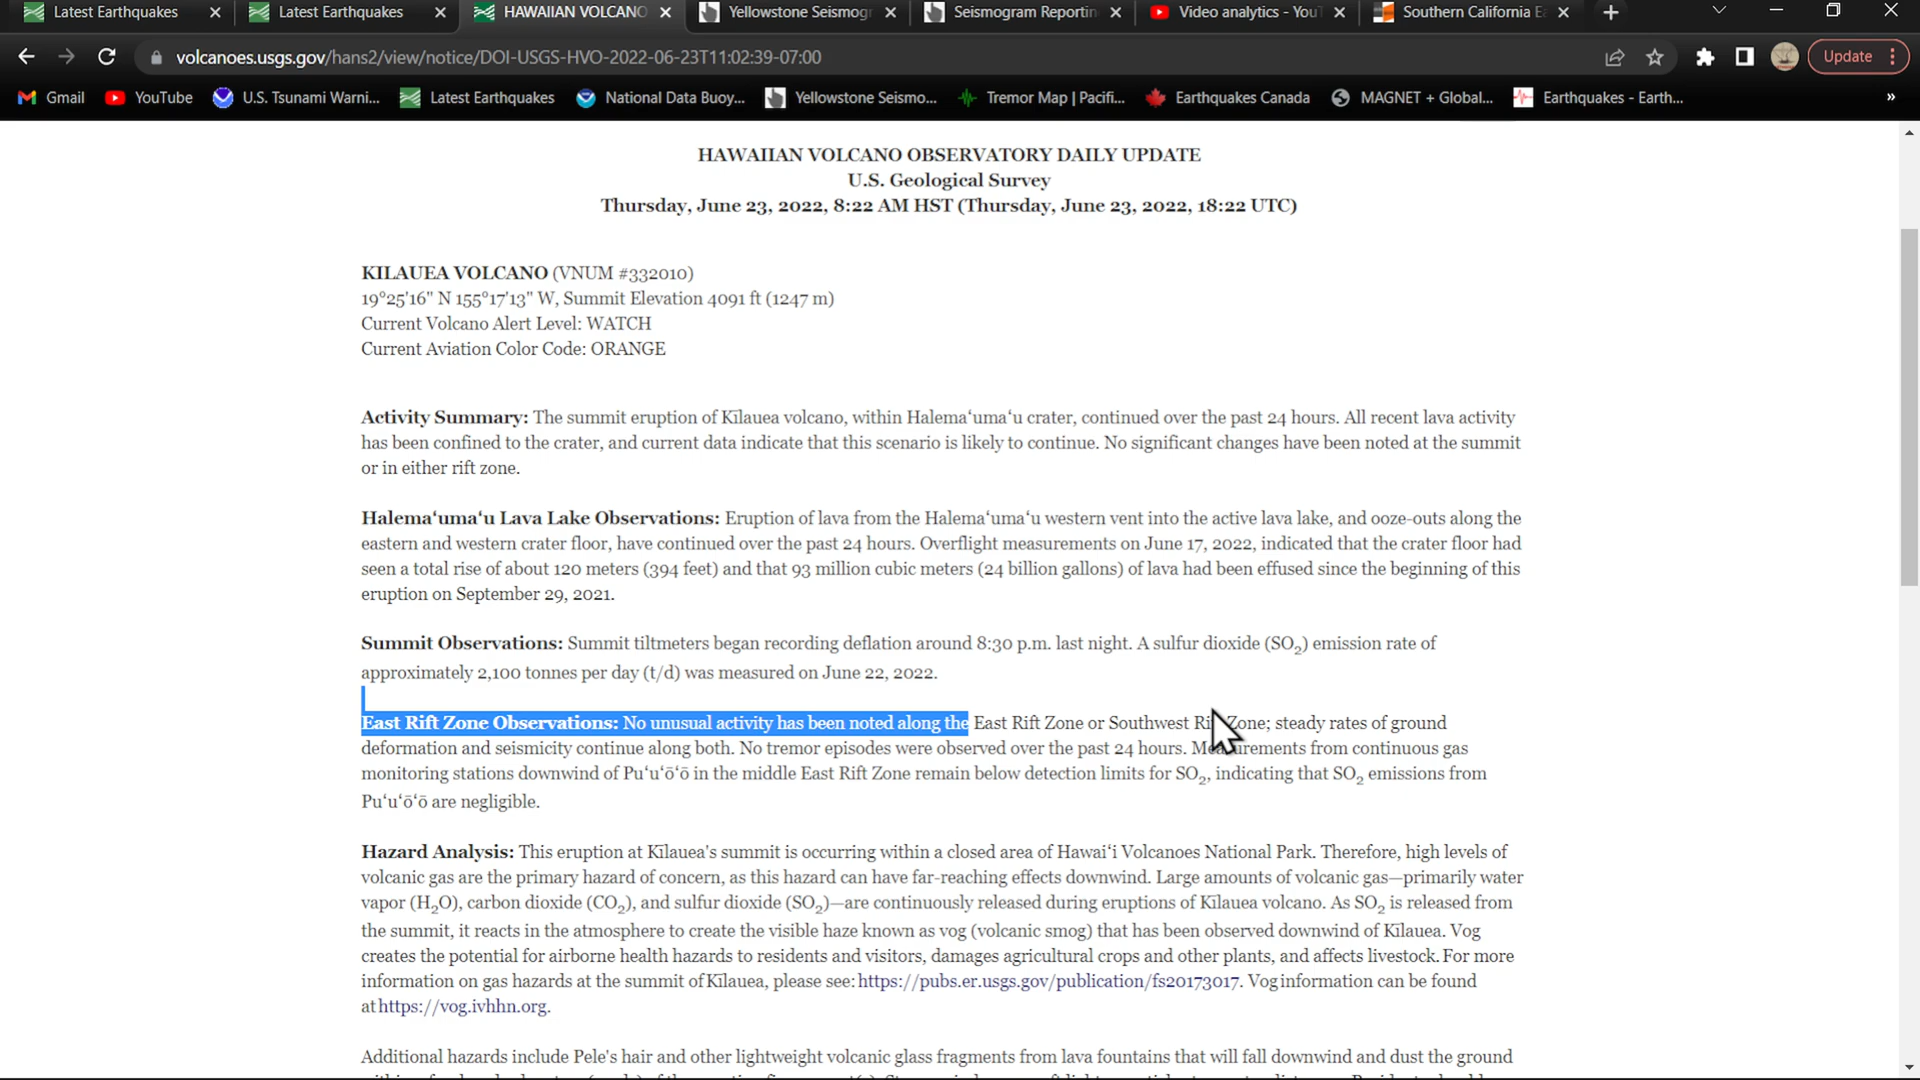 Latest Earthquakes
Latest Earthquakes
HAWAIIAN VOLCANO
Yellowstone Seismog
Seismogram Reportin
Video analytics - You
Southern California Ea
volcanoes.usgs.gov/hans2/view/notice/DOI-USGS-HVO-2022-06-23T11:02:39-07:00
Update
Gmail
YouTube
U.S. Tsunami Warni...
Latest Earthquakes
National Data Buoy...
Yellowstone Seismo...
Tremor Map | Pacifi...
Earthquakes Canada
MAGNET + Global...
Earthquakes - Earth...
»
HAWAIIAN VOLCANO OBSERVATORY DAILY UPDATE
U.S. Geological Survey
Thursday, June 23, 2022, 8:22 AM HST (Thursday, June 23, 2022, 18:22 UTC)
KILAUEA VOLCANO (VNUM #332010)
19°25'16" N 155°17'13" W, Summit Elevation 4091 ft (1247 m)
Current Volcano Alert Level: WATCH
Current Aviation Color Code: ORANGE
Activity Summary: The summit eruption of Kīlauea volcano, within Halemaʻumaʻu crater, continued over the past 24 hours. All recent lava activity
has been confined to the crater, and current data indicate that this scenario is likely to continue. No significant changes have been noted at the summit
or in either rift zone.
Halemaʻumaʻu Lava Lake Observations: Eruption of lava from the Halemaʻumaʻu western vent into the active lava lake, and ooze-outs along the
eastern and western crater floor, have continued over the past 24 hours. Overflight measurements on June 17, 2022, indicated that the crater floor had
seen a total rise of about 120 meters (394 feet) and that 93 million cubic meters (24 billion gallons) of lava had been effused since the beginning of this
eruption on September 29, 2021.
Summit Observations: Summit tiltmeters began recording deflation around 8:30 p.m. last night. A sulfur dioxide (SO₂) emission rate of
approximately 2,100 tonnes per day (t/d) was measured on June 22, 2022.
East Rift Zone Observations: No unusual activity has been noted along the East Rift Zone or Southwest Rift Zone; steady rates of ground
deformation and seismicity continue along both. No tremor episodes were observed over the past 24 hours. Measurements from continuous gas
monitoring stations downwind of Puʻuʻōʻō in the middle East Rift Zone remain below detection limits for SO₂, indicating that SO₂ emissions from
Puʻuʻōʻō are negligible.
Hazard Analysis: This eruption at Kīlauea's summit is occurring within a closed area of Hawaiʻi Volcanoes National Park. Therefore, high levels of
volcanic gas are the primary hazard of concern, as this hazard can have far-reaching effects downwind. Large amounts of volcanic gas—primarily water
vapor (H₂O), carbon dioxide (CO₂), and sulfur dioxide (SO₂)—are continuously released during eruptions of Kīlauea volcano. As SO₂ is released from
the summit, it reacts in the atmosphere to create the visible haze known as vog (volcanic smog) that has been observed downwind of Kīlauea. Vog
creates the potential for airborne health hazards to residents and visitors, damages agricultural crops and other plants, and affects livestock. For more
information on gas hazards at the summit of Kīlauea, please see: https://pubs.er.usgs.gov/publication/fs20173017. Vog information can be found
at https://vog.ivhhn.org.
Additional hazards include Pele's hair and other lightweight volcanic glass fragments from lava fountains that will fall downwind and dust the ground